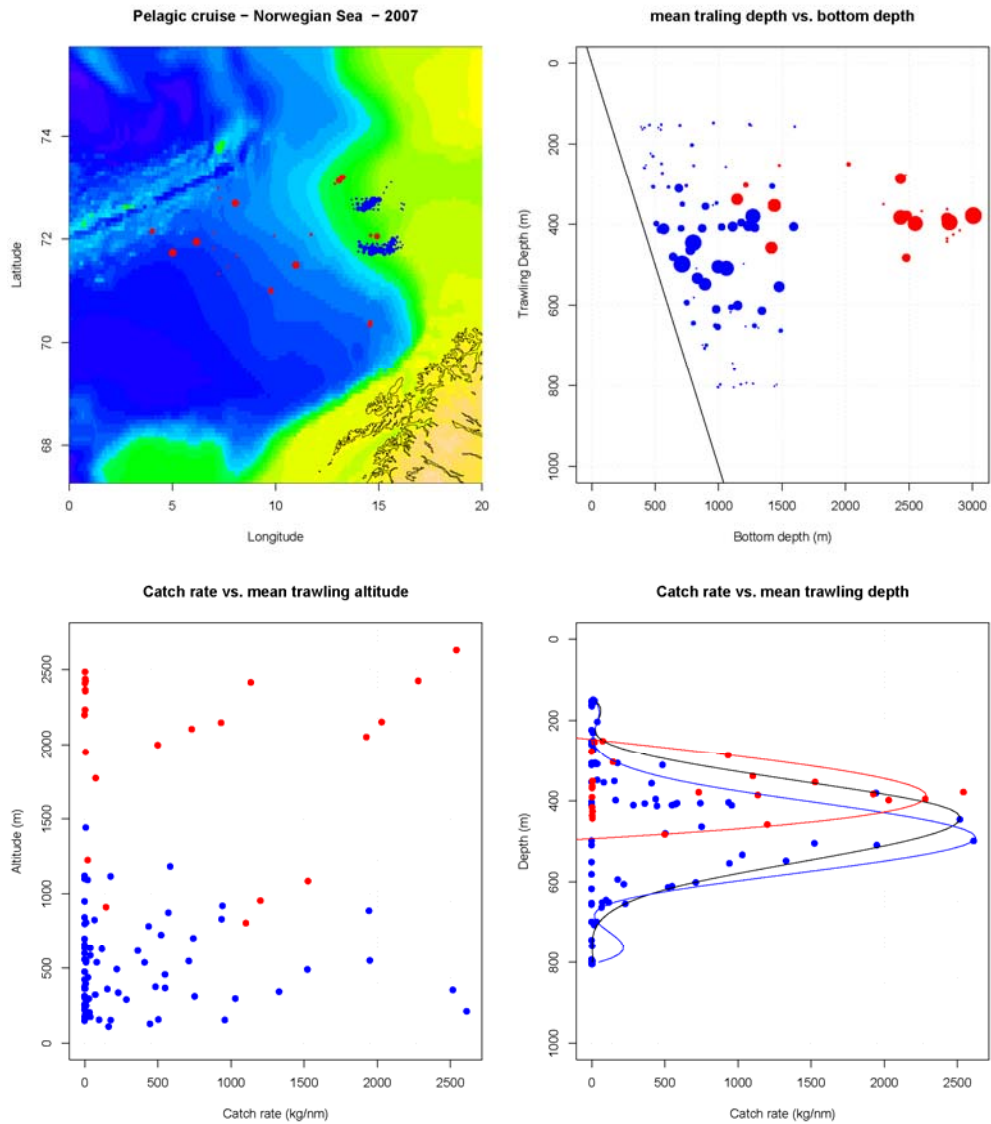 Pelagic cruise − Norwegian Sea − 2007
74
72
70
68
Latitude
0 5 10 15 20
Longitude
mean traling depth vs. bottom depth
0
200
400
600
800
1000
Trawling Depth (m)
0 500 1000 1500 2000 2500 3000
Bottom depth (m)
Catch rate vs. mean trawling altitude
2500
2000
1500
1000
500
0
Altitude (m)
0 500 1000 1500 2000 2500
Catch rate (kg/nm)
Catch rate vs. mean trawling depth
0
200
400
600
800
1000
Depth (m)
0 500 1000 1500 2000 2500
Catch rate (kg/nm)